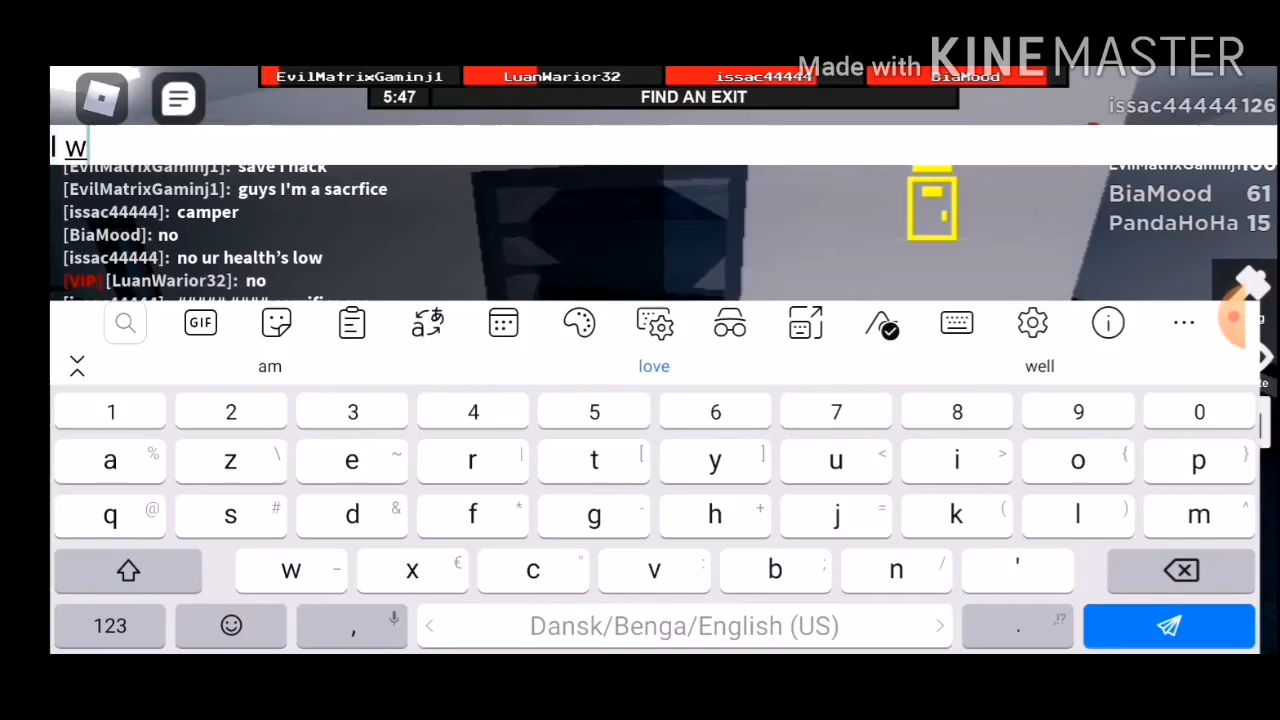 Made with KINEMASTER
EvilMatrixGaminj1 LuanWarior32 issac44444 BiaMood
5:47 FIND AN EXIT
issac44444 126
I w
[EvilMatrixGaminj1]: save I hack
[EvilMatrixGaminj1]: guys I'm a sacrfice
[issac44444]: camper
[BiaMood]: no
[issac44444]: no ur health's low
[VIP] [LuanWarior32]: no
BiaMood 61
PandaHoHa 15
GIF
am love well
1 2 3 4 5 6 7 8 9 0
a % z \ e ~ r | t [ y ] u < i > o { p }
q @ s # d & f * g - h + j = k ( l ) m ^
w _ x € c " v : b ; n / '
123 , < Dansk/Benga/English (US) > . ,!?